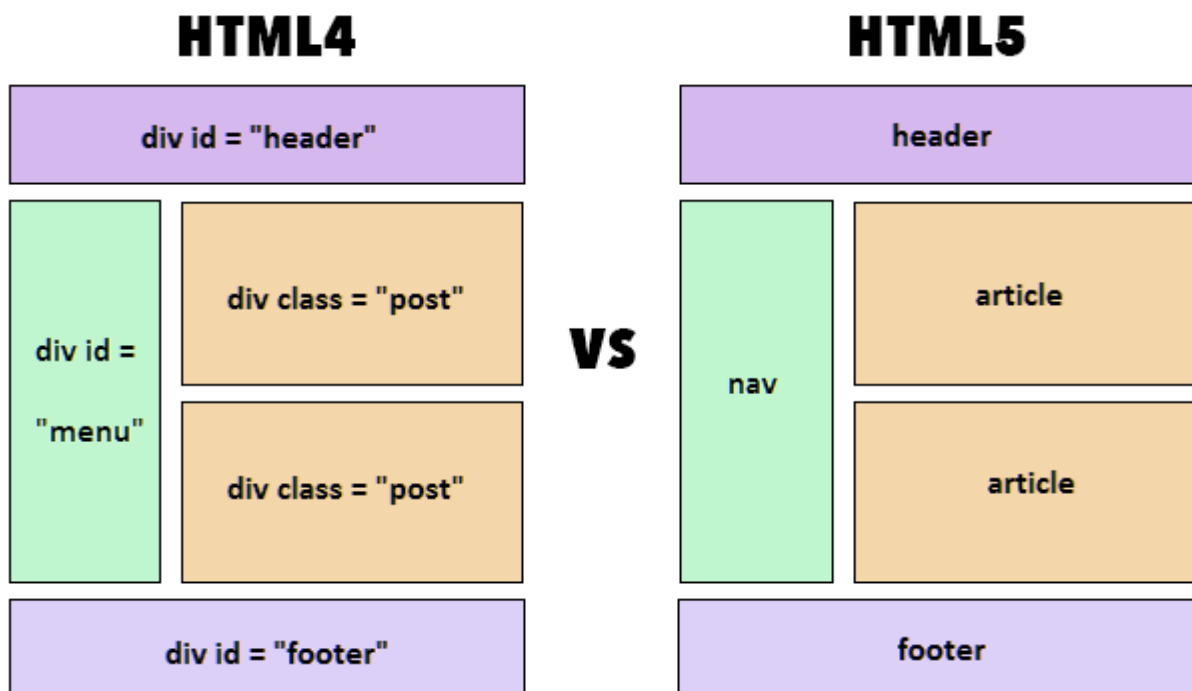 HTML4
div id = "header"
div id =
"menu"
div class = "post"
div class = "post"
div id = "footer"
VS
HTML5
header
nav
article
article
footer